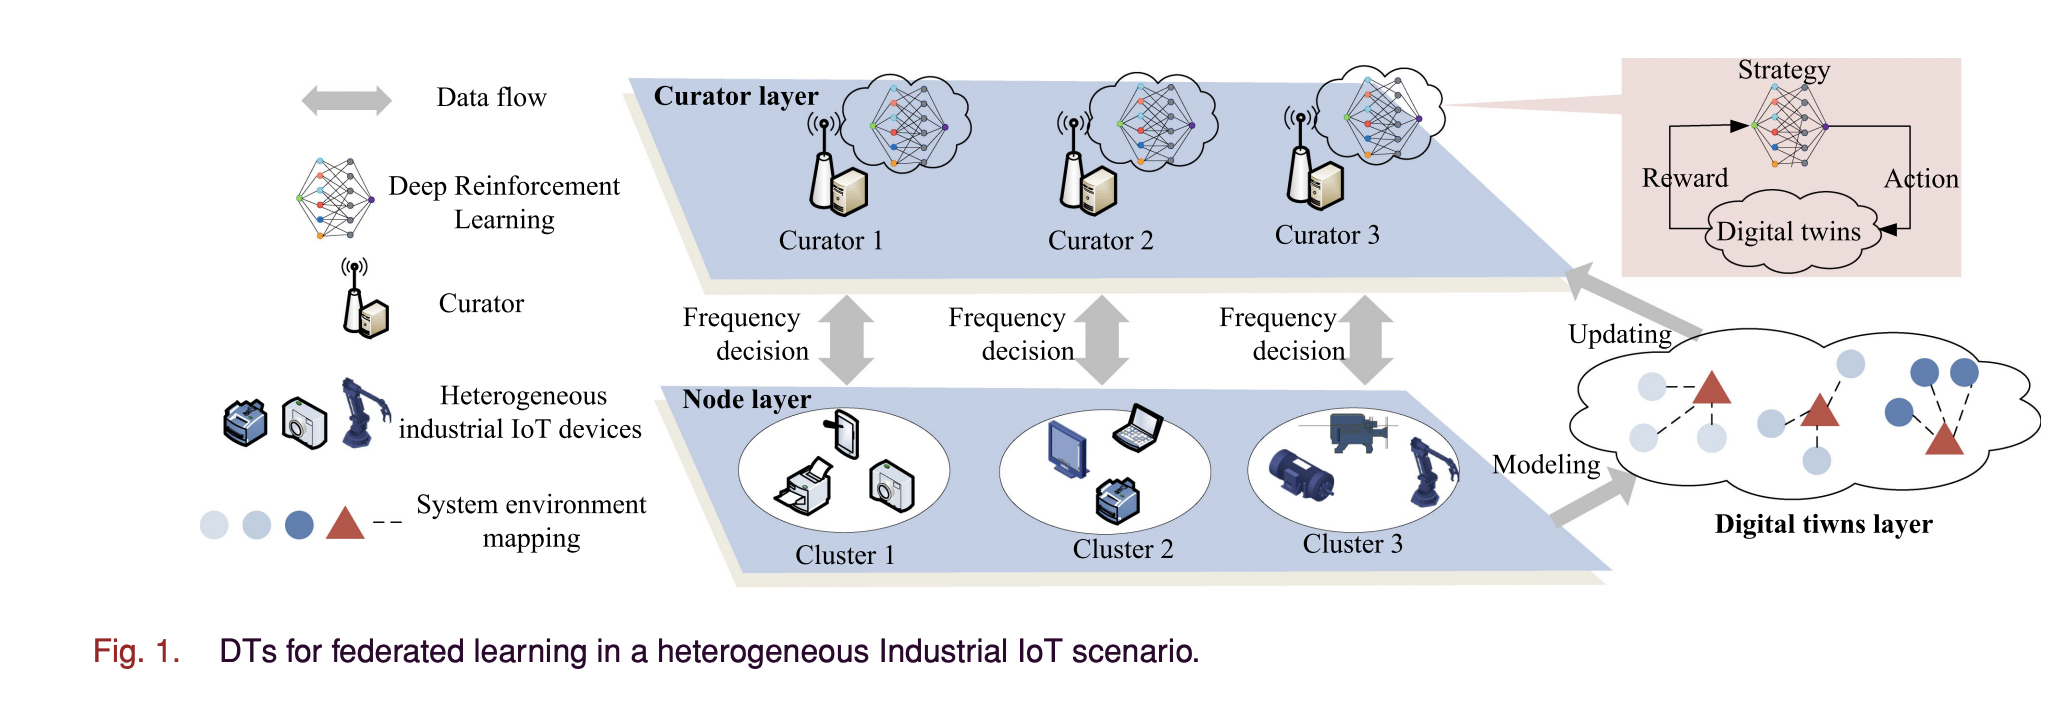 Data flow
Deep Reinforcement
Learning
Curator
Heterogeneous
industrial IoT devices
System environment
mapping
Curator layer
Curator 1
Curator 2
Curator 3
Frequency
decision
Frequency
decision
Frequency
decision
Node layer
Cluster 1
Cluster 2
Cluster 3
Strategy
Reward
Action
Digital twins
Updating
Modeling
Digital tiwns layer
Fig. 1. DTs for federated learning in a heterogeneous Industrial IoT scenario.